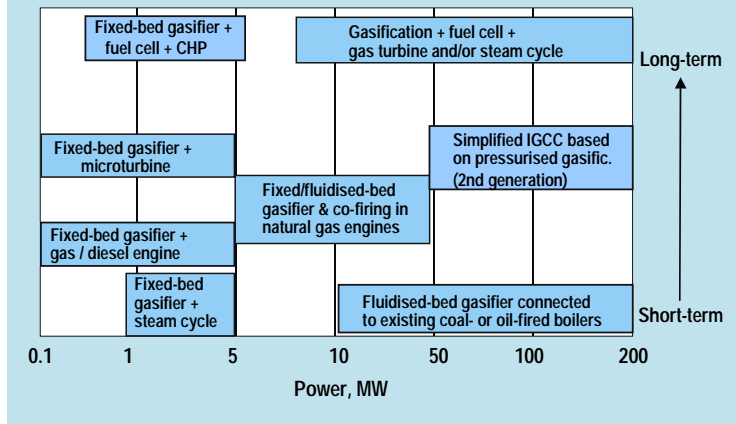 Fixed-bed gasifier +
fuel cell + CHP
Gasification + fuel cell +
gas turbine and/or steam cycle
Long-term
Fixed-bed gasifier +
microturbine
Simplified IGCC based
on pressurised gasific.
(2nd generation)
Fixed/fluidised-bed
gasifier & co-firing in
natural gas engines
Fixed-bed gasifier +
gas / diesel engine
Fixed-bed
gasifier +
steam cycle
Fluidised-bed gasifier connected
to existing coal- or oil-fired boilers
Short-term
0.1 1 5 10 50 100 200
Power, MW